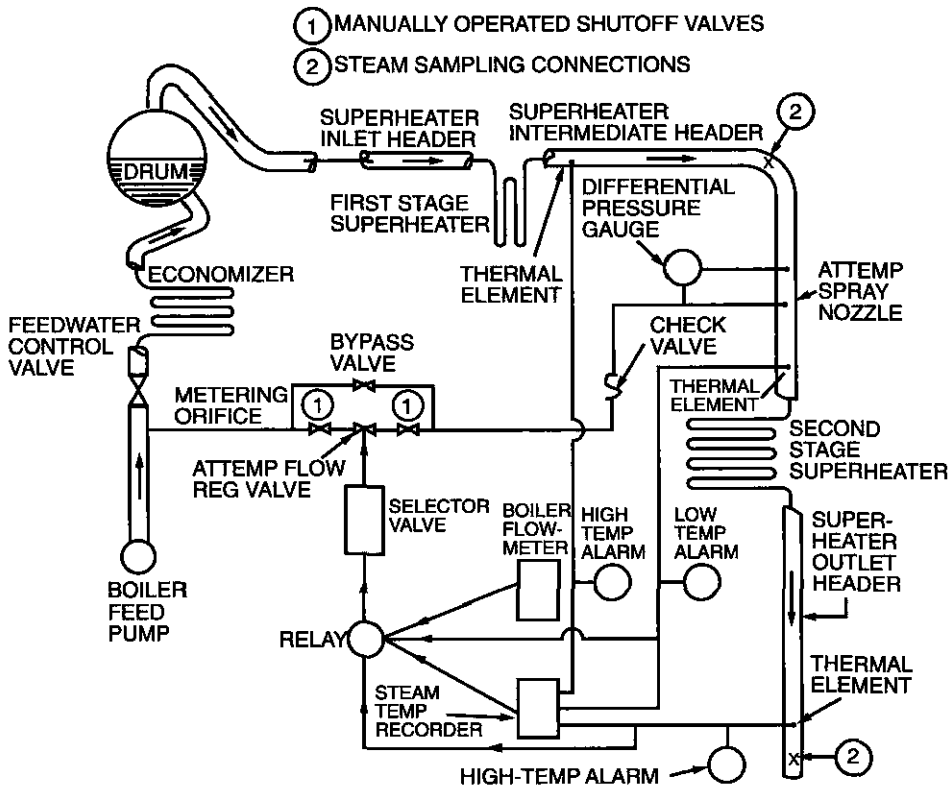 1 MANUALLY OPERATED SHUTOFF VALVES
2 STEAM SAMPLING CONNECTIONS
SUPERHEATER
INLET HEADER
SUPERHEATER
INTERMEDIATE HEADER
2
DRUM
FIRST STAGE
SUPERHEATER
DIFFERENTIAL
PRESSURE
GAUGE
THERMAL
ELEMENT
ATTEMP
SPRAY
NOZZLE
ECONOMIZER
FEEDWATER
CONTROL
VALVE
BYPASS
VALVE
CHECK
VALVE
METERING
ORIFICE
1
1
THERMAL
ELEMENT
ATTEMP FLOW
REG VALVE
SECOND
STAGE
SUPERHEATER
SELECTOR
VALVE
BOILER
FLOW-
METER
HIGH
TEMP
ALARM
LOW
TEMP
ALARM
SUPER-
HEATER
OUTLET
HEADER
BOILER
FEED
PUMP
RELAY
STEAM
TEMP
RECORDER
THERMAL
ELEMENT
HIGH-TEMP ALARM
2